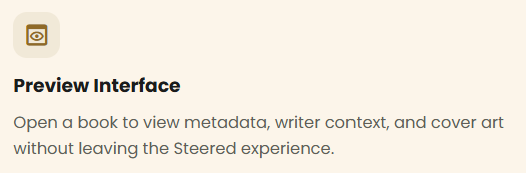 Preview Interface
Open a book to view metadata, writer context, and cover art
without leaving the Steered experience.